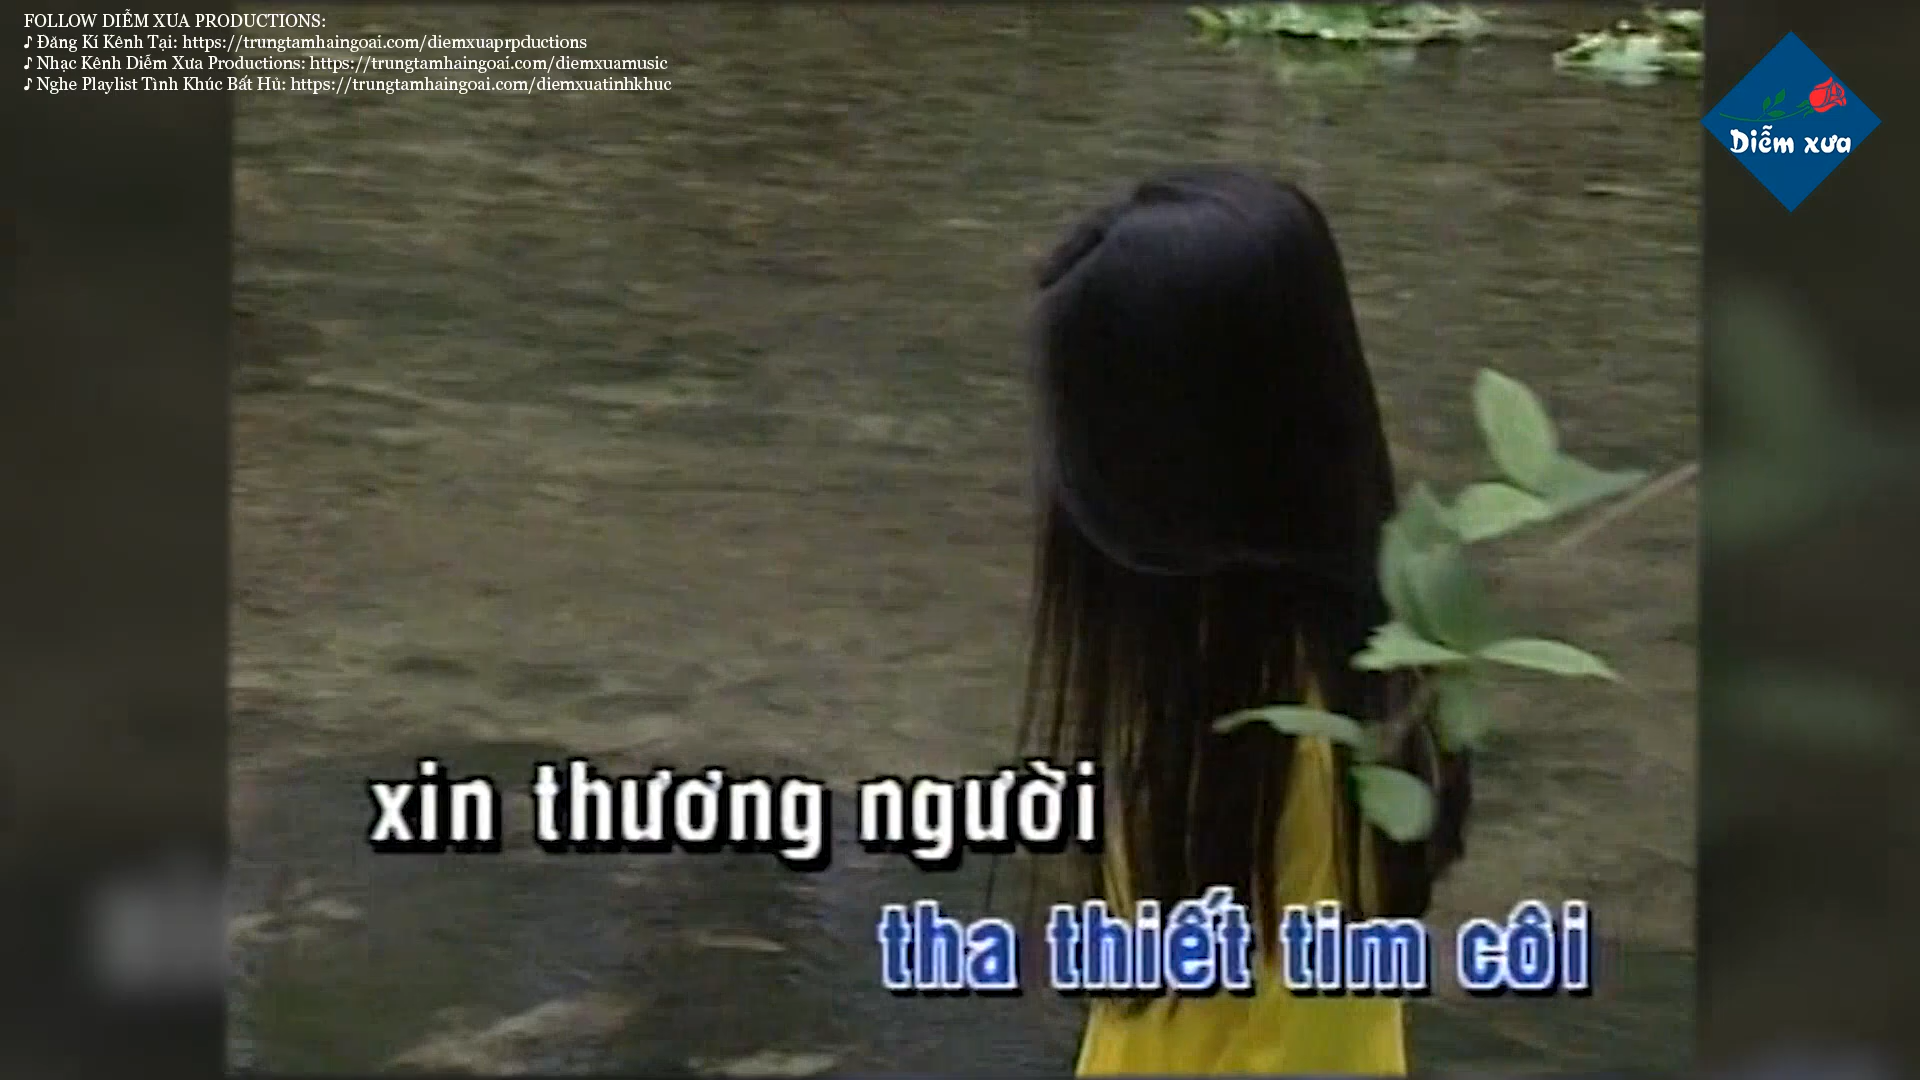 FOLLOW DIỄM XƯA PRODUCTIONS:
♪ Đăng Kí Kênh Tại: https://trungtamhaingoai.com/diemxuaprpductions
♪ Nhạc Kênh Diễm Xưa Productions: https://trungtamhaingoai.com/diemxuamusic
♪ Nghe Playlist Tình Khúc Bất Hủ: https://trungtamhaingoai.com/diemxuatinhkhuc
Diễm xưa
xin thương người
tha thiết tim côi